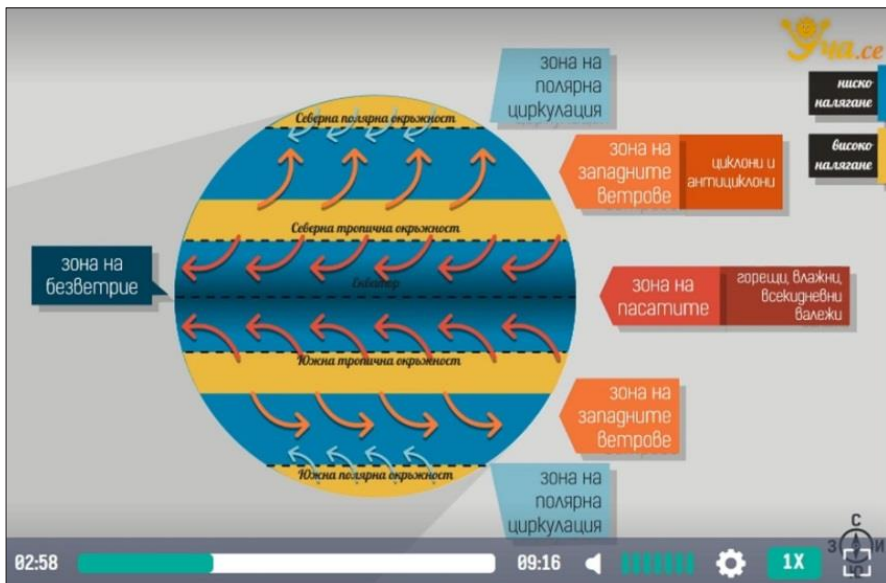 Уча.се
зона на
полярна
циркулация
ниско
налягане
високо
налягане
Северна полярна окръжност
зона на
западните
ветрове
циклони и
антициклони
Северна тропична окръжност
зона на
безветрие
Екватор
зона на
пасатите
горещи, влажни,
всекидневни
валежи
Южна тропична окръжност
зона на
западните
ветрове
Южна полярна окръжност
зона на
полярна
циркулация
С
З И
Ю
02:58 09:16 1X